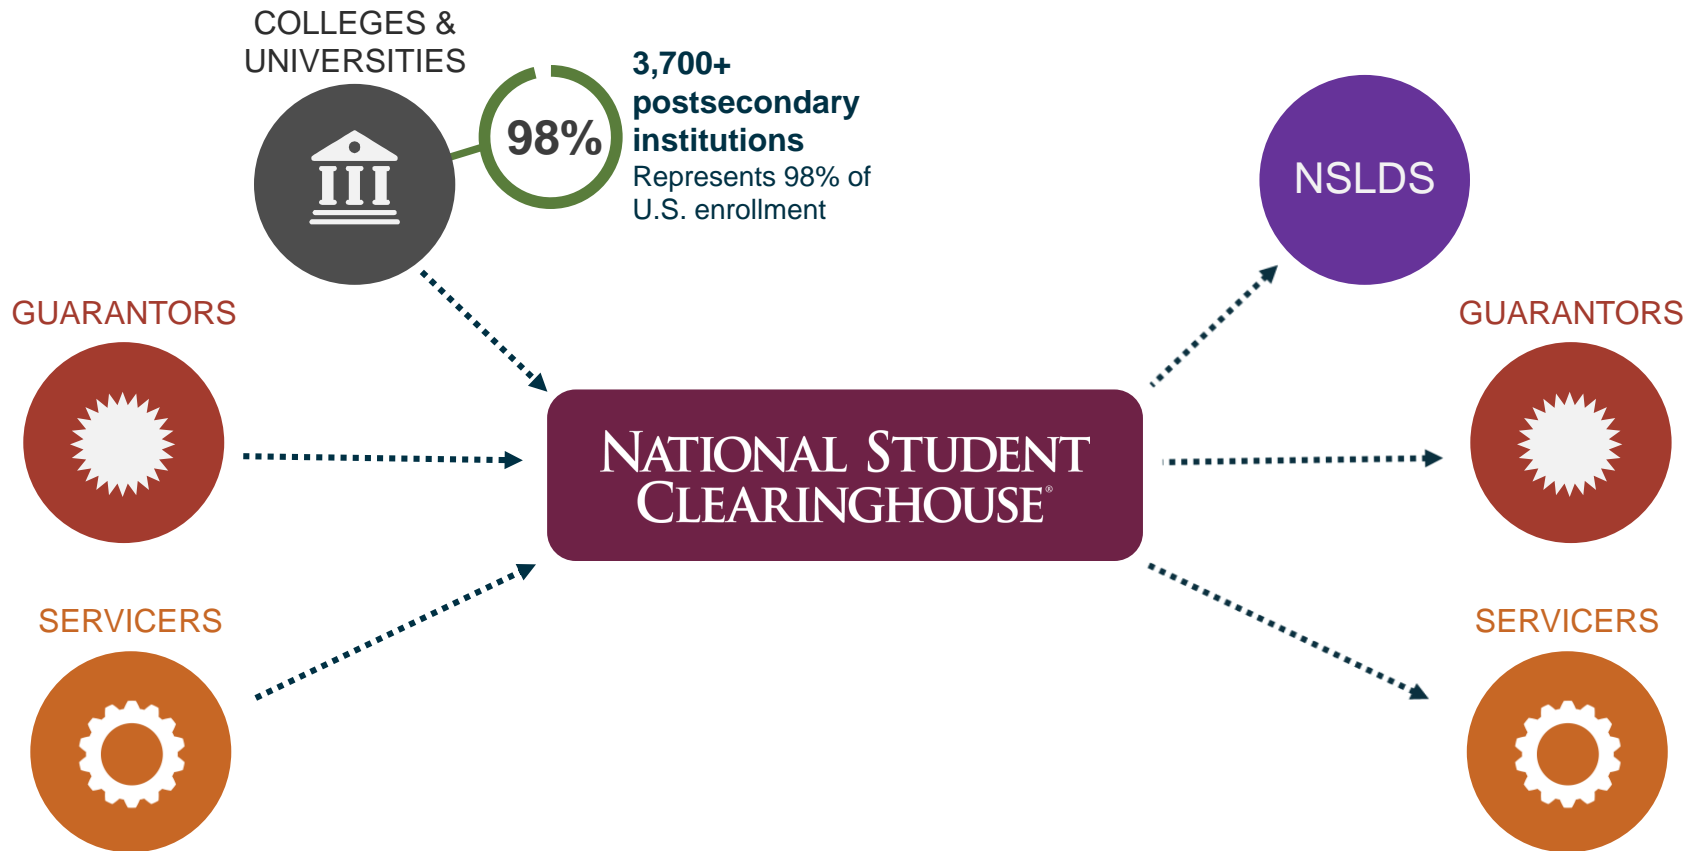 COLLEGES &
UNIVERSITIES
98%
3,700+
postsecondary
institutions
Represents 98% of
U.S. enrollment
NSLDS
GUARANTORS
GUARANTORS
NATIONAL STUDENT
CLEARINGHOUSE®
SERVICERS
SERVICERS